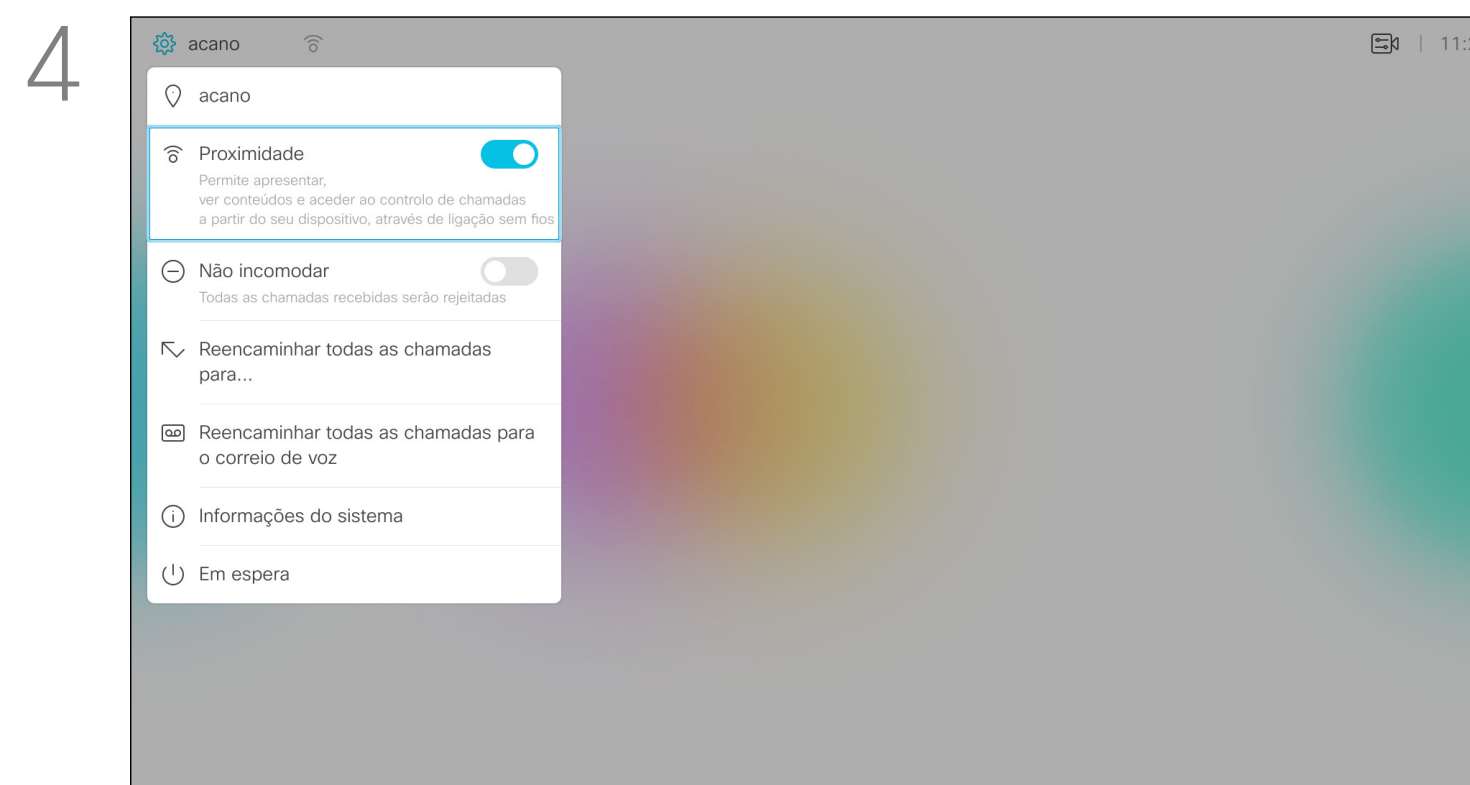 4
acano
11:
acano
Proximidade
Permite apresentar,
ver conteúdos e aceder ao controlo de chamadas
a partir do seu dispositivo, através de ligação sem fios
Não incomodar
Todas as chamadas recebidas serão rejeitadas
Reencaminhar todas as chamadas
para...
Reencaminhar todas as chamadas para
o correio de voz
Informações do sistema
Em espera